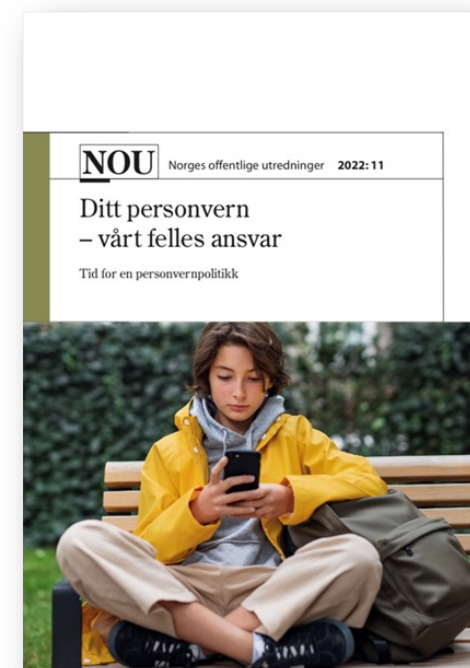 NOU Norges offentlige utredninger 2022: 11
Ditt personvern
– vårt felles ansvar
Tid for en personvernpolitikk